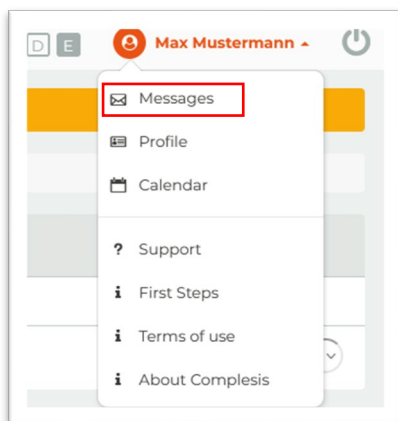 D E Max Mustermann
Messages
Profile
Calendar
? Support
i First Steps
i Terms of use
i About Complesis